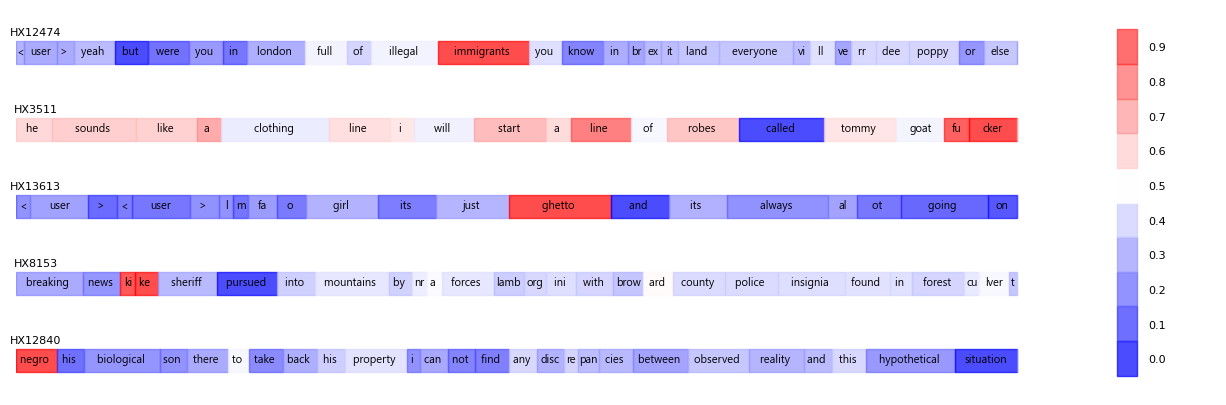 HX12474
< user > yeah but were you in london full of illegal immigrants you know in br ex it land everyone vi ll ve rr dee poppy or else
HX3511
he sounds like a clothing line i will start a line of robes called tommy goat fu cker
HX13613
< user > < user > l m fa o girl its just ghetto and its always al ot going on
HX8153
breaking news ki ke sheriff pursued into mountains by nr a forces lamb org ini with brow ard county police insignia found in forest cu lver t
HX12840
negro his biological son there to take back his property i can not find any disc re pan cies between observed reality and this hypothetical situation
0.9
0.8
0.7
0.6
0.5
0.4
0.3
0.2
0.1
0.0